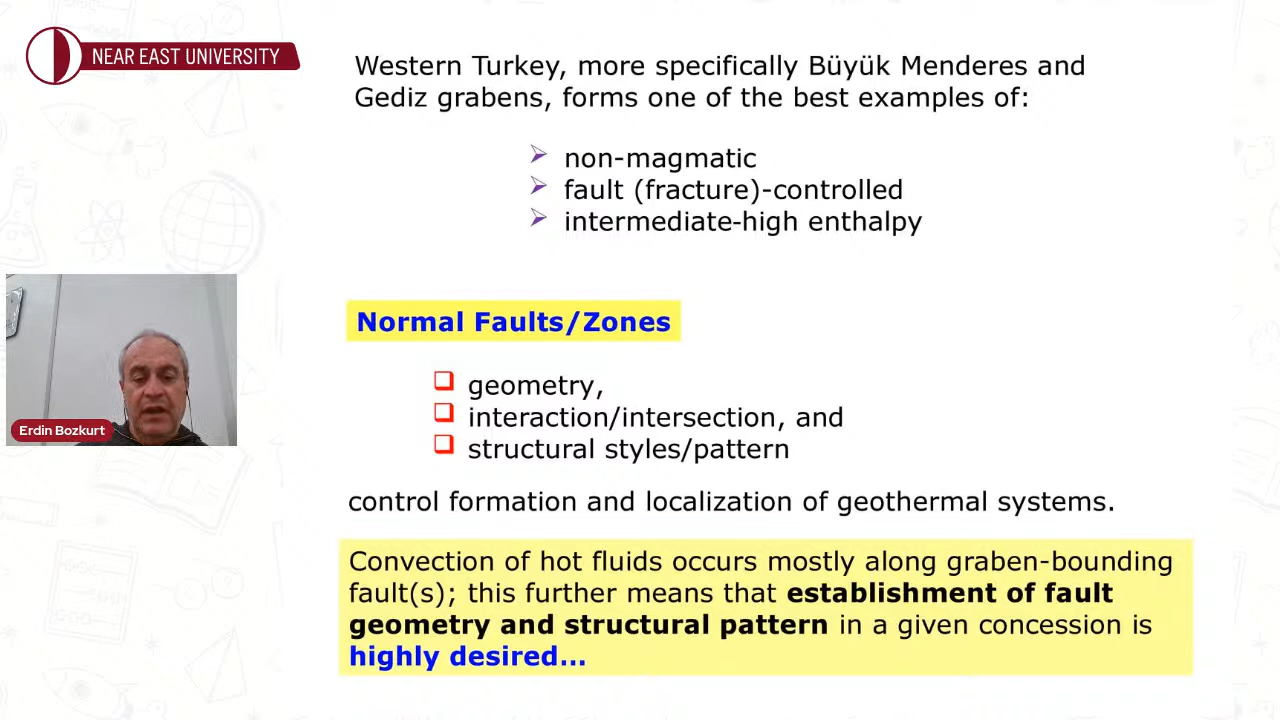 NEAR EAST UNIVERSITY
Western Turkey, more specifically Büyük Menderes and
Gediz grabens, forms one of the best examples of:
non-magmatic
fault (fracture)-controlled
intermediate-high enthalpy
Normal Faults/Zones
geometry,
interaction/intersection, and
structural styles/pattern
control formation and localization of geothermal systems.
Convection of hot fluids occurs mostly along graben-bounding
fault(s); this further means that establishment of fault
geometry and structural pattern in a given concession is
highly desired...
Erdin Bozkurt